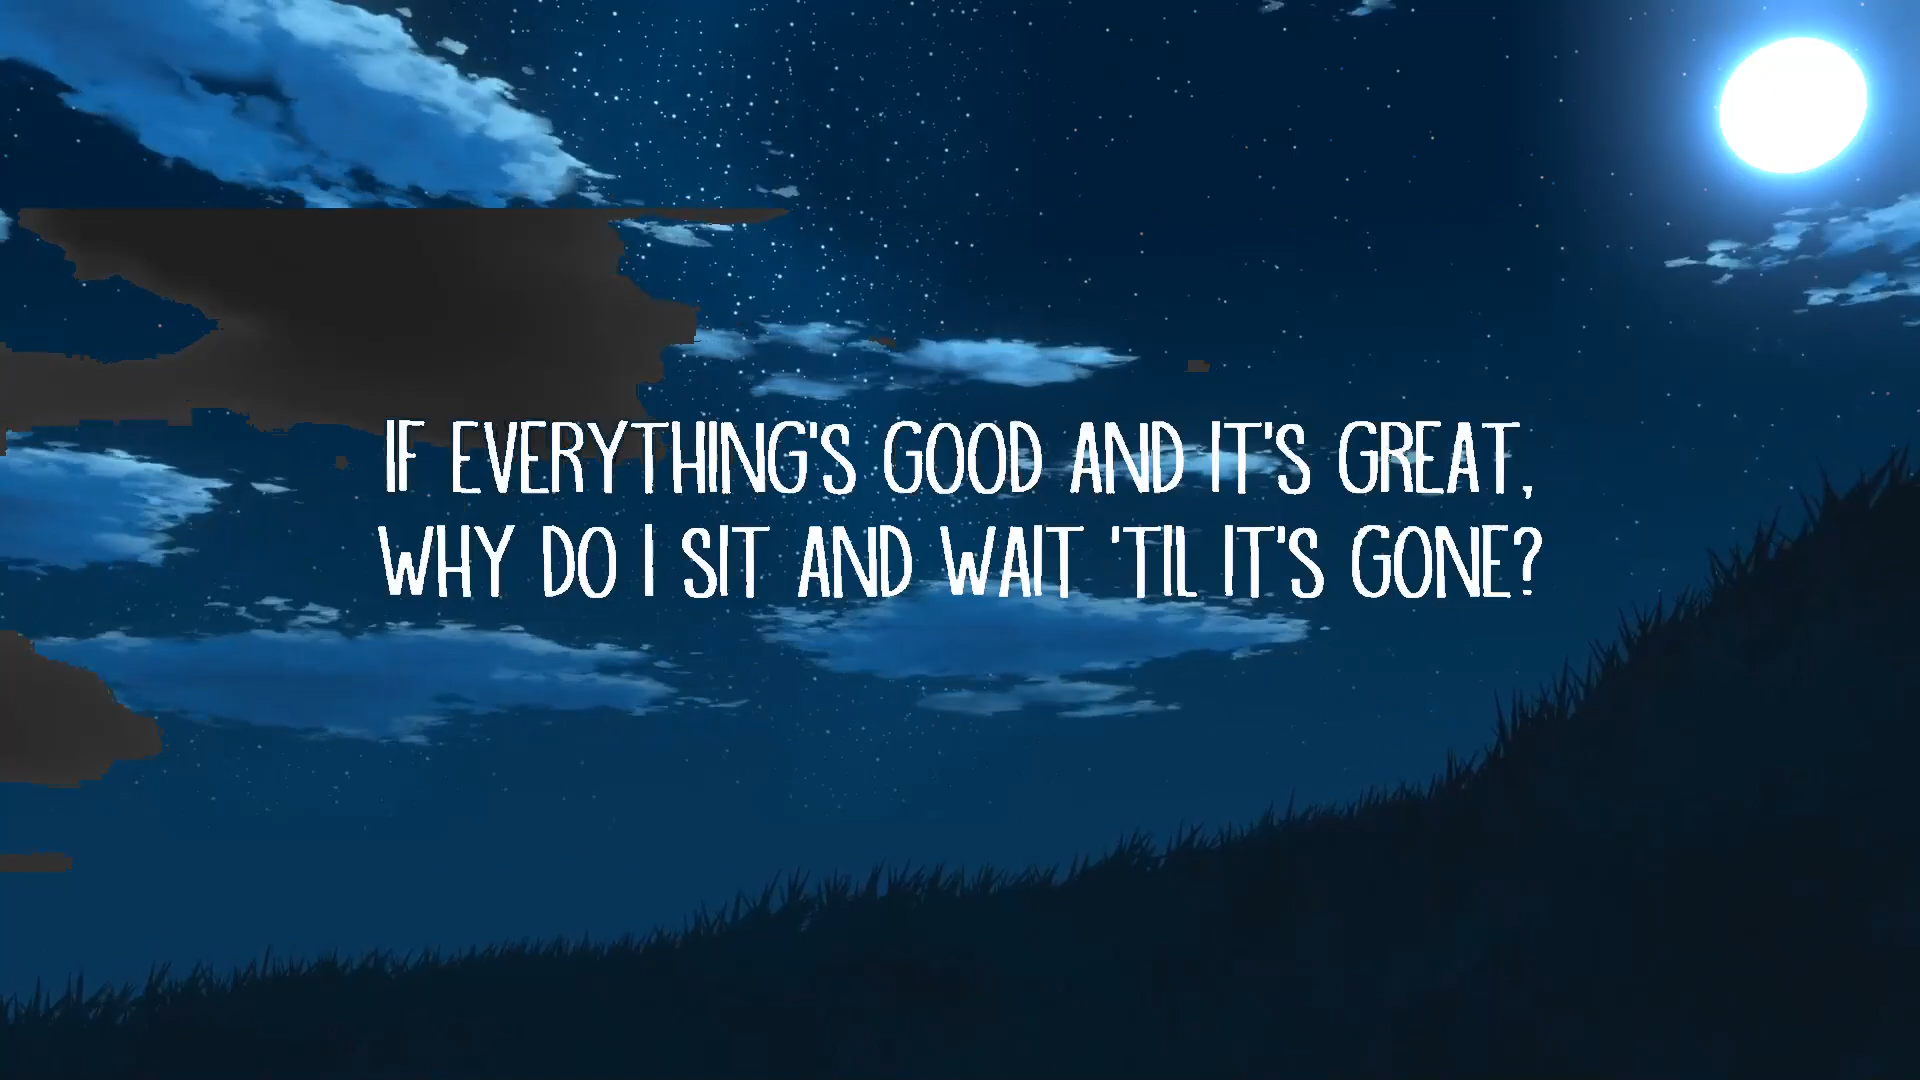 IF EVERYTHING'S GOOD AND IT'S GREAT,
WHY DO I SIT AND WAIT 'TIL IT'S GONE?